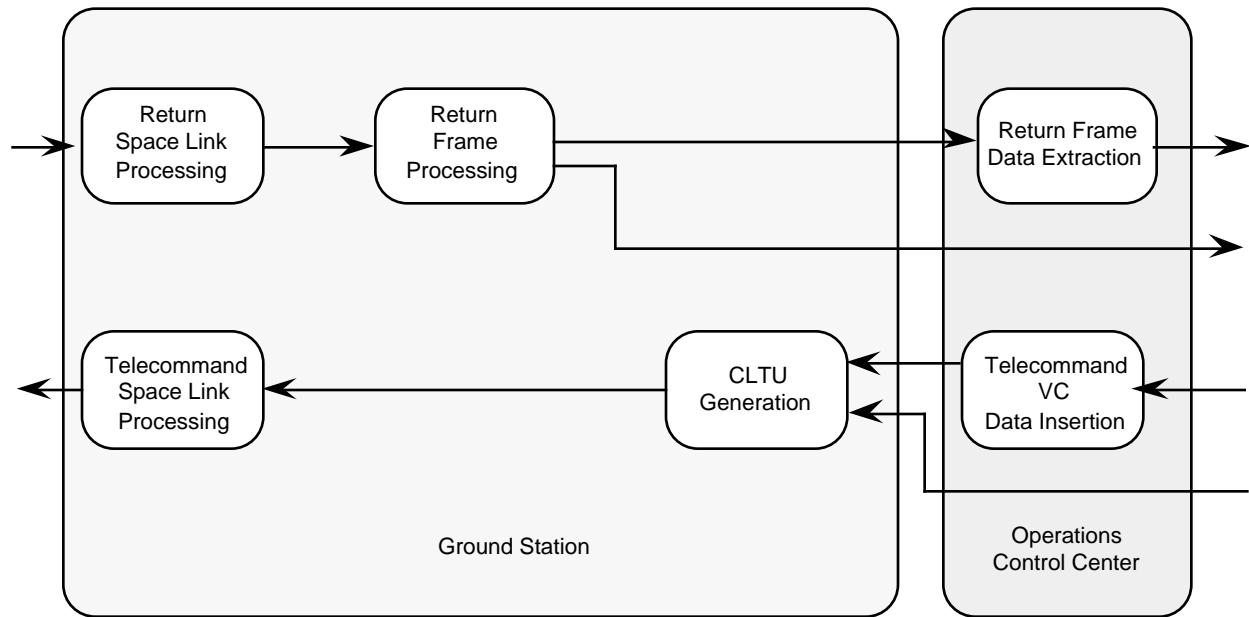 Return
Space Link
Processing
Return
Frame
Processing
Return Frame
Data Extraction
Telecommand
Space Link
Processing
CLTU
Generation
Telecommand
VC
Data Insertion
Ground Station
Operations
Control Center